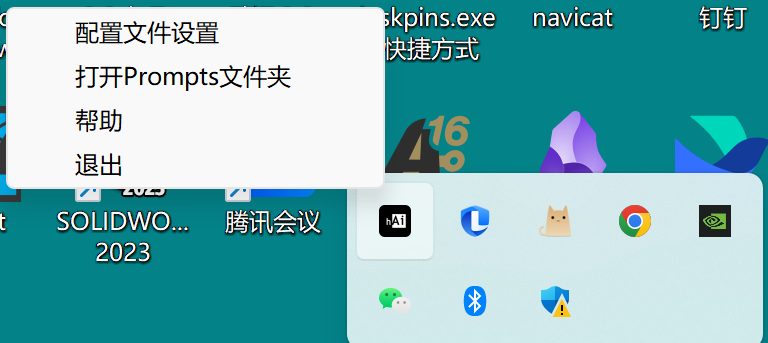 配置文件设置
打开Prompts文件夹
帮助
退出
skpins.exe
快捷方式
navicat
钉钉
16
SOLIDWO...
2023
腾讯会议
hAi